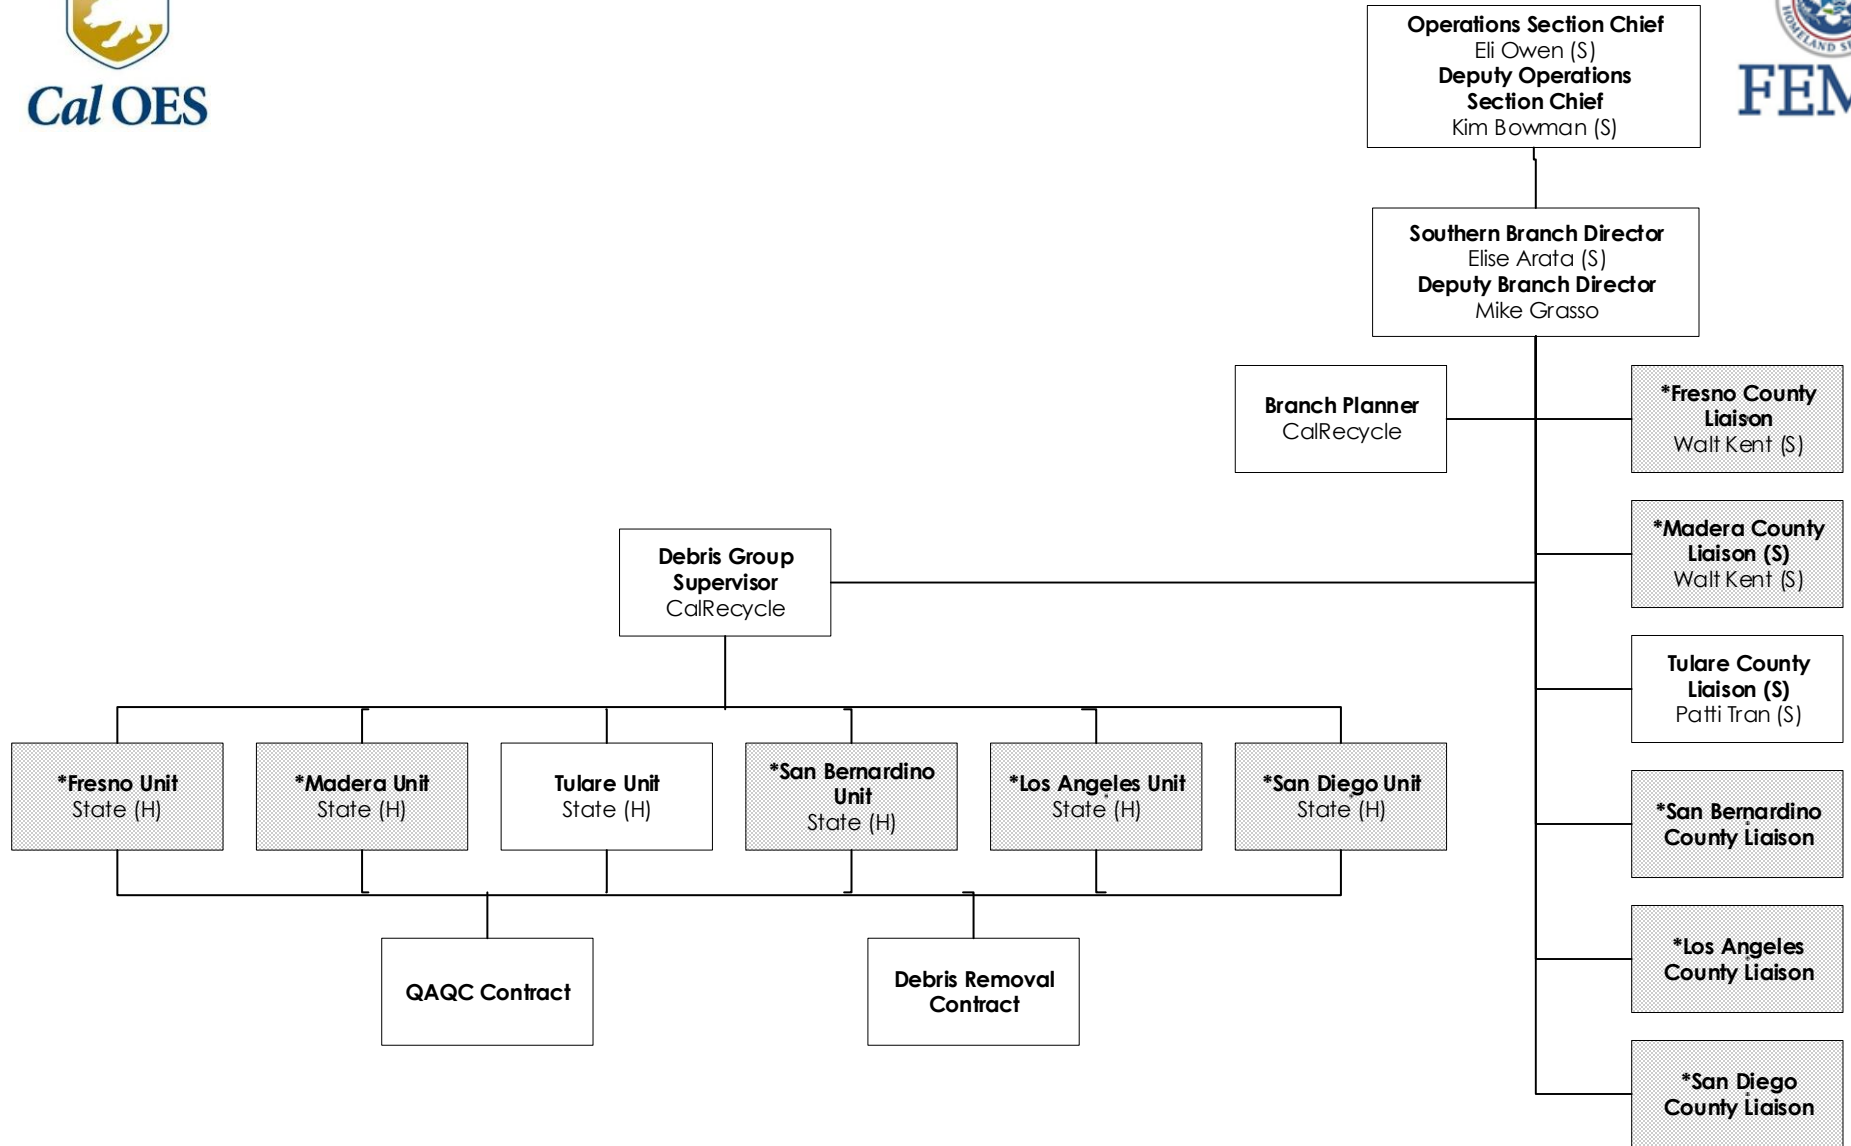 Cal OES
Operations Section Chief
Eli Owen (S)
Deputy Operations
Section Chief
Kim Bowman (S)
Southern Branch Director
Elise Arata (S)
Deputy Branch Director
Mike Grasso
Branch Planner
CalRecycle
*Fresno County
Liaison
Walt Kent (S)
*Madera County
Liaison (S)
Walt Kent (S)
Debris Group
Supervisor
CalRecycle
Tulare County
Liaison (S)
Patti Tran (S)
*Fresno Unit
State (H)
*Madera Unit
State (H)
Tulare Unit
State (H)
*San Bernardino
Unit
State (H)
*Los Angeles Unit
State (H)
*San Diego Unit
State (H)
*San Bernardino
County Liaison
QAQC Contract
Debris Removal
Contract
*Los Angeles
County Liaison
*San Diego
County Liaison